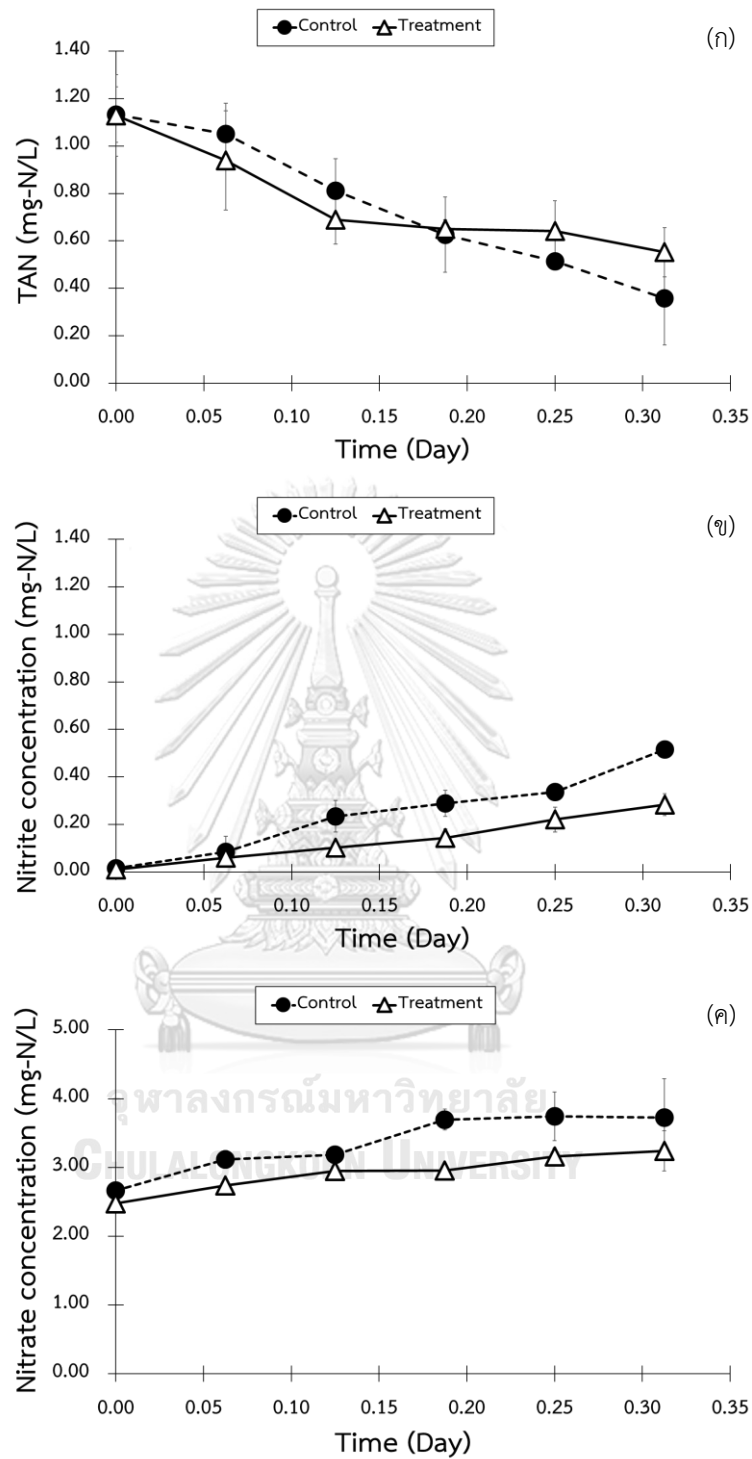 Control Treatment
(ก)
TAN (mg-N/L)
1.40
1.20
1.00
0.80
0.60
0.40
0.20
0.00
0.00 0.05 0.10 0.15 0.20 0.25 0.30 0.35
Time (Day)
Control Treatment
(ข)
Nitrite concentration (mg-N/L)
1.40
1.20
1.00
0.80
0.60
0.40
0.20
0.00
0.00 0.05 0.10 0.15 0.20 0.25 0.30 0.35
Time (Day)
Control Treatment
(ค)
Nitrate concentration (mg-N/L)
5.00
4.00
3.00
2.00
1.00
0.00
จุฬาลงกรณ์มหาวิทยาลัย
CHULALONGKORN UNIVERSITY
0.00 0.05 0.10 0.15 0.20 0.25 0.30 0.35
Time (Day)